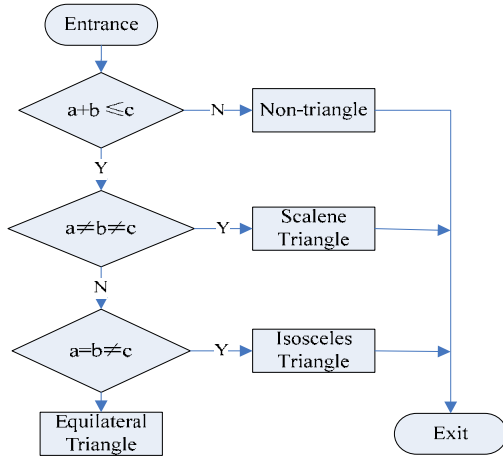 Entrance
a+b ≤c
N
Non-triangle
Y
a≠b≠c
Y
Scalene
Triangle
N
a=b≠c
Y
Isosceles
Triangle
Equilateral
Triangle
Exit